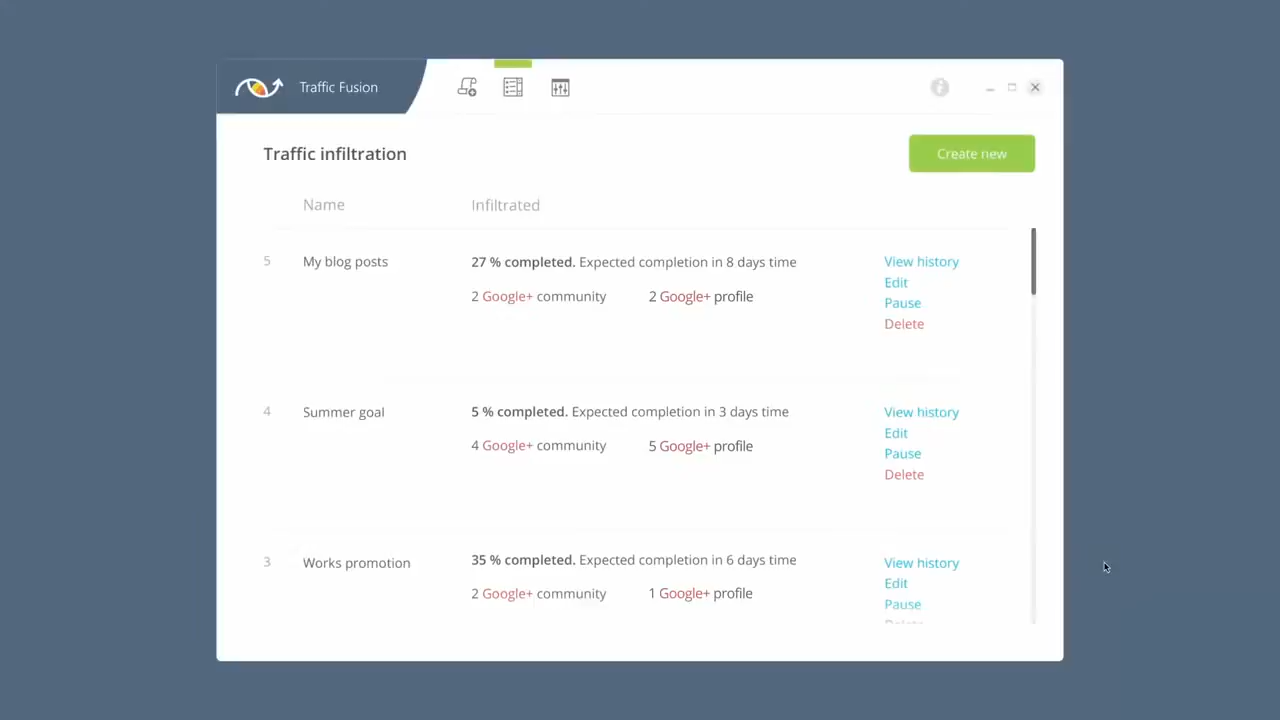 Traffic Fusion
Traffic infiltration
Create new
Name Infiltrated
5 My blog posts 27 % completed. Expected completion in 8 days time View history
Edit
2 Google+ community 2 Google+ profile
Pause
Delete
4 Summer goal 5 % completed. Expected completion in 3 days time View history
Edit
4 Google+ community 5 Google+ profile
Pause
Delete
3 Works promotion 35 % completed. Expected completion in 6 days time View history
Edit
2 Google+ community 1 Google+ profile
Pause
Delete